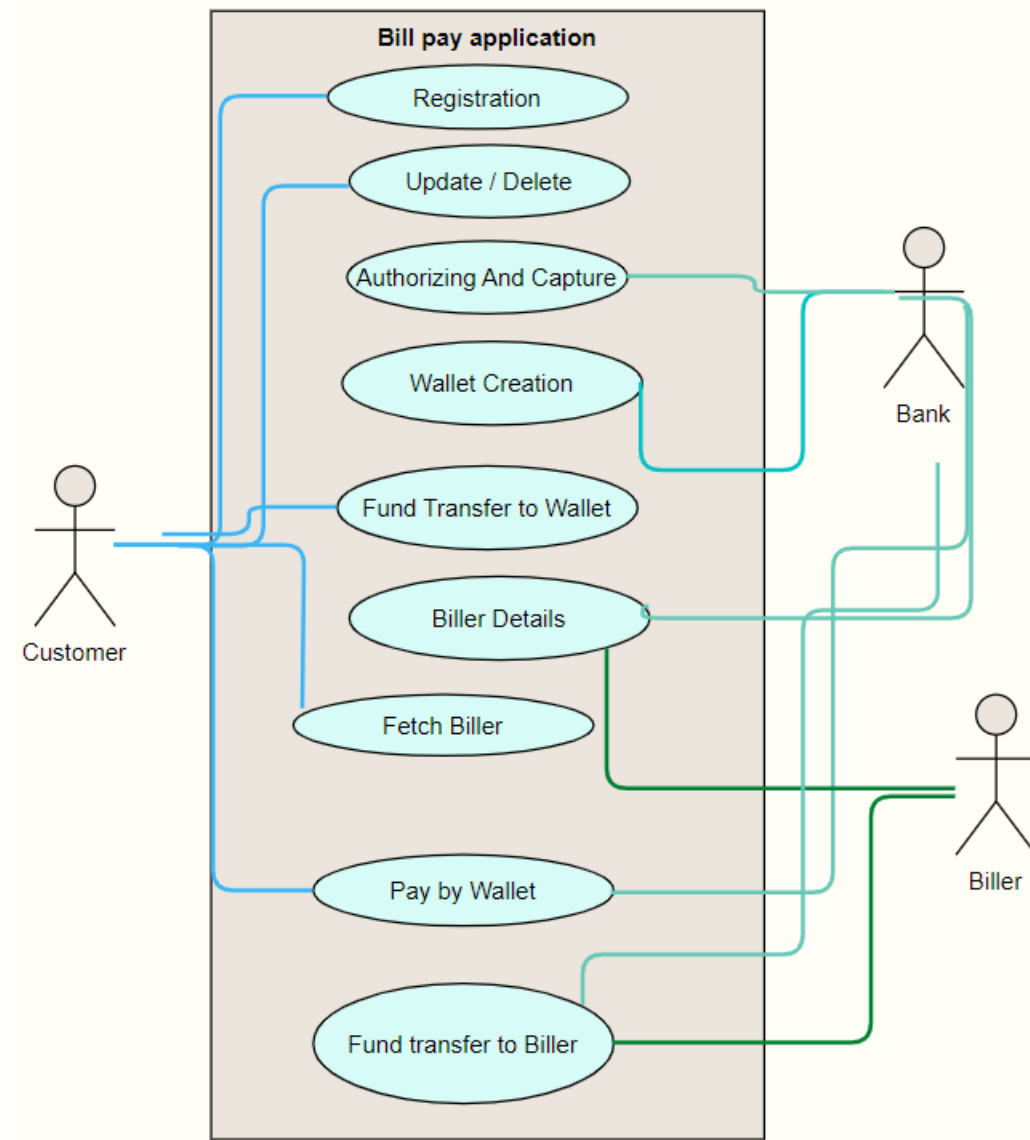 Bill pay application
Registration
Update / Delete
Authorizing And Capture
Wallet Creation
Bank
Fund Transfer to Wallet
Biller Details
Customer
Fetch Biller
Biller
Pay by Wallet
Fund transfer to Biller